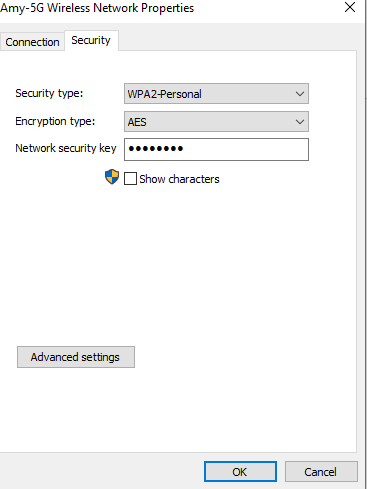 Amy-5G Wireless Network Properties
Connection Security
Security type: WPA2-Personal
Encryption type: AES
Network security key ●●●●●●●●
Show characters
Advanced settings
OK Cancel